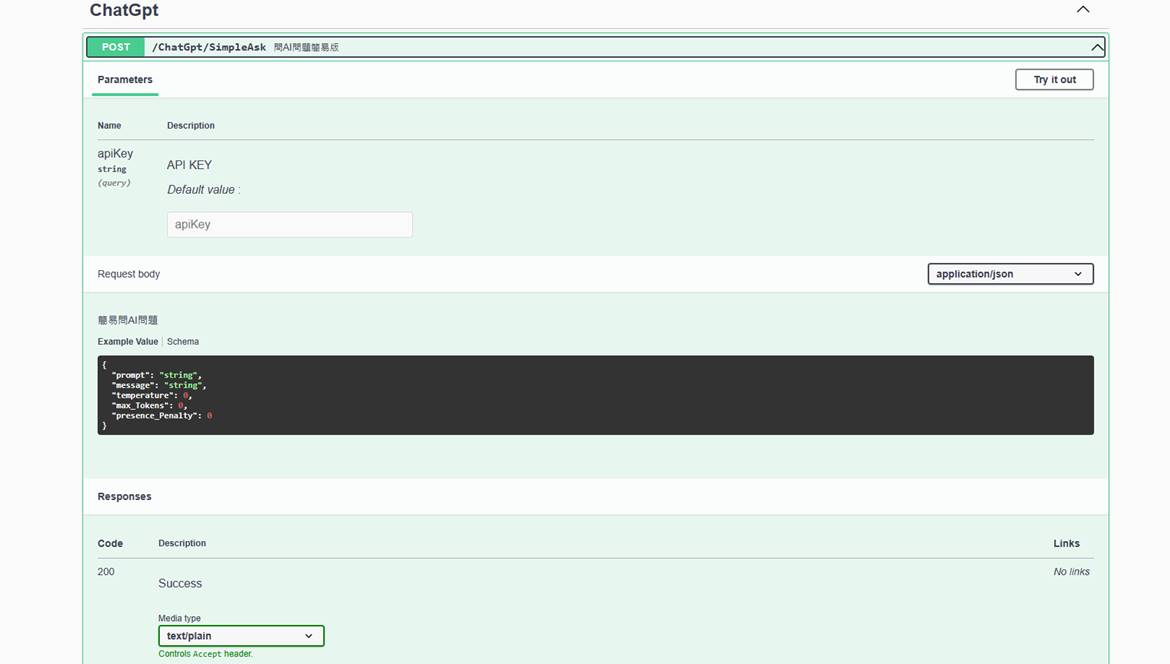 ChatGpt
POST /ChatGpt/SimpleAsk 問AI問題簡易版
Parameters
Try it out
Name Description
apiKey
string
(query)
API KEY
Default value :
apiKey
Request body
application/json
簡易問AI問題
Example Value | Schema
{
"prompt": "string",
"message": "string",
"temperature": 0,
"max_Tokens": 0,
"presence_Penalty": 0
}
Responses
Code Description Links
200
Success
No links
Media type
text/plain
Controls Accept header.